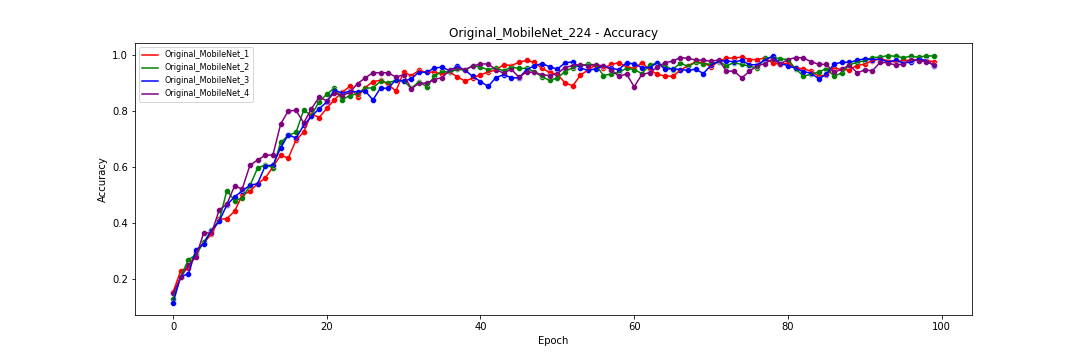 Original_MobileNet_224 - Accuracy
Original_MobileNet_1
Original_MobileNet_2
Original_MobileNet_3
Original_MobileNet_4
Accuracy
1.0
0.8
0.6
0.4
0.2
0 20 40 60 80 100
Epoch